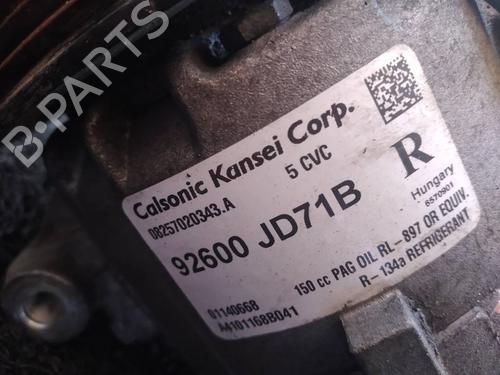 B-PARTS
Calsonic Kansei Corp.
08257020343.A
5 CVC
R
92600 JD71B
Hungary
6570901
01140668
A4101168B041
150 cc PAG OIL RL-897 OR EQUIV.
R-134a REFRIGERANT